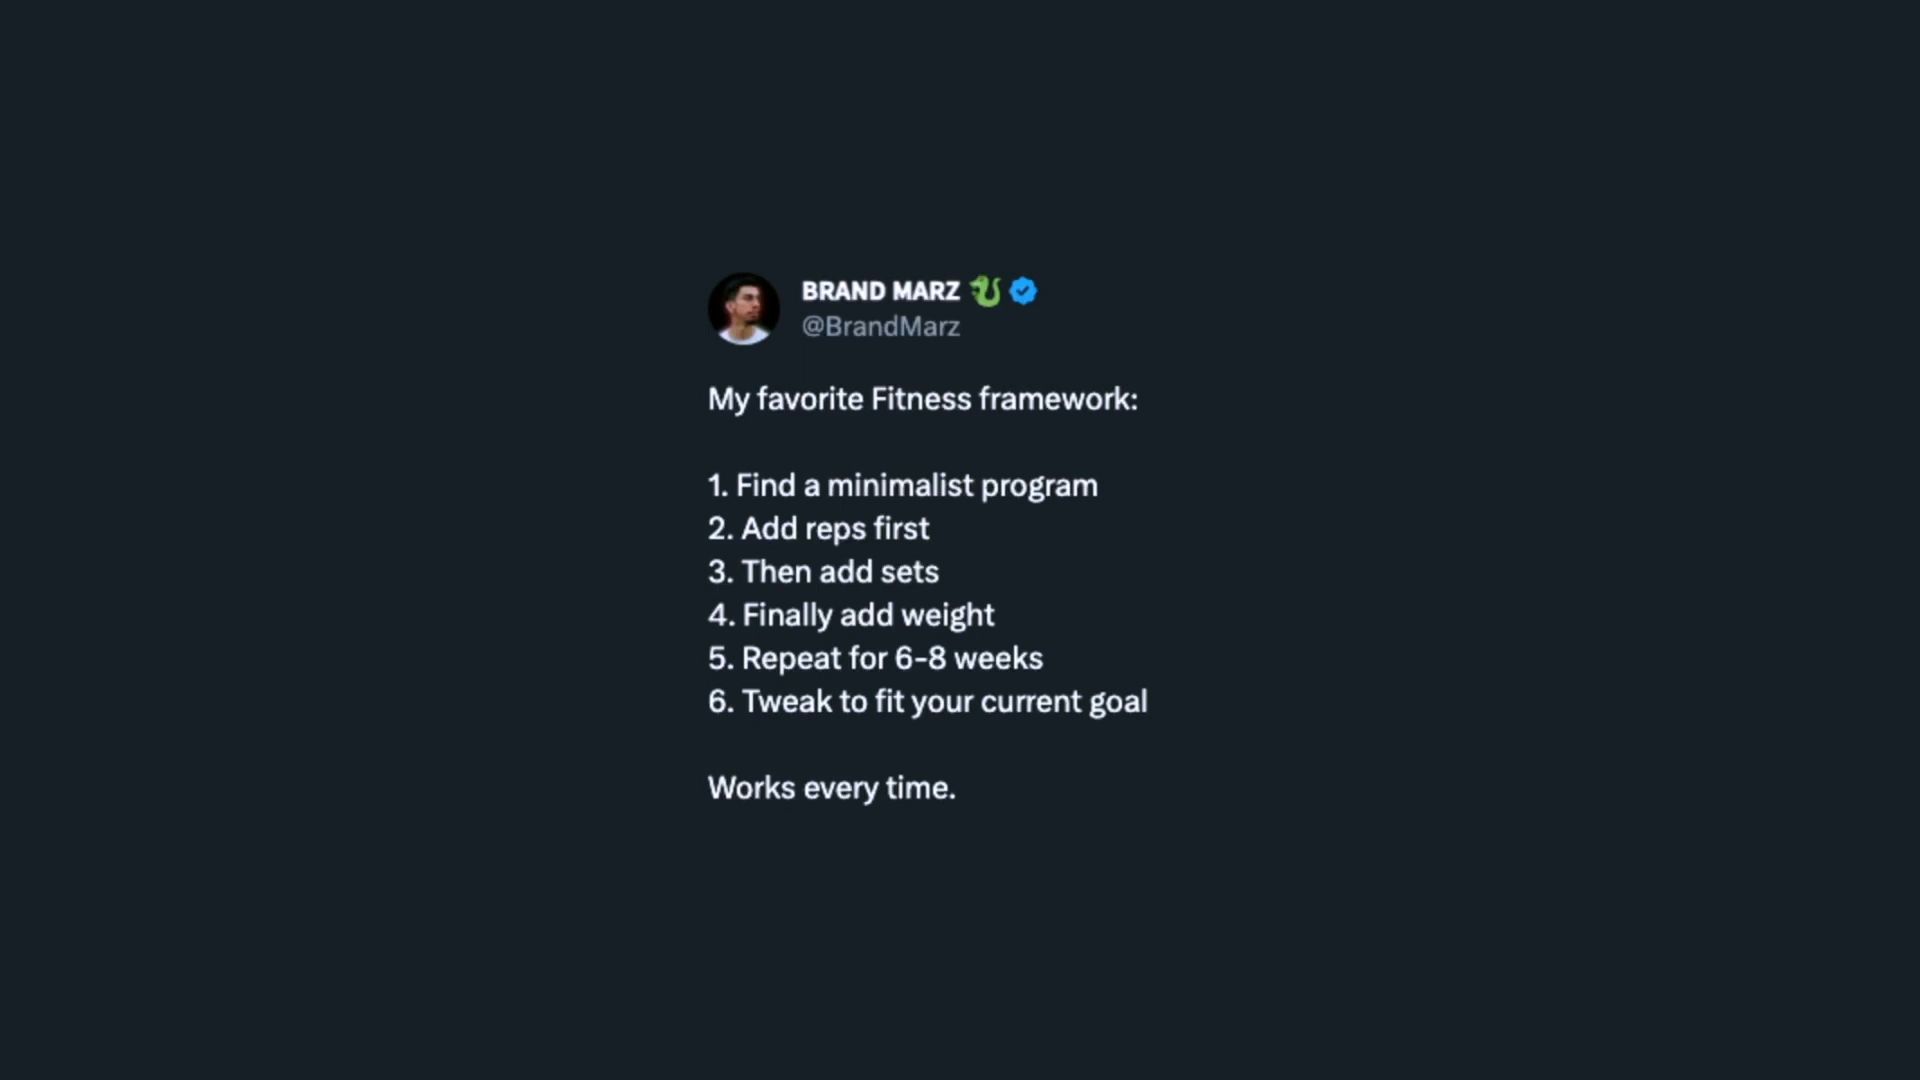 BRAND MARZ 🐉
@BrandMarz
My favorite Fitness framework:
1. Find a minimalist program
2. Add reps first
3. Then add sets
4. Finally add weight
5. Repeat for 6-8 weeks
6. Tweak to fit your current goal
Works every time.